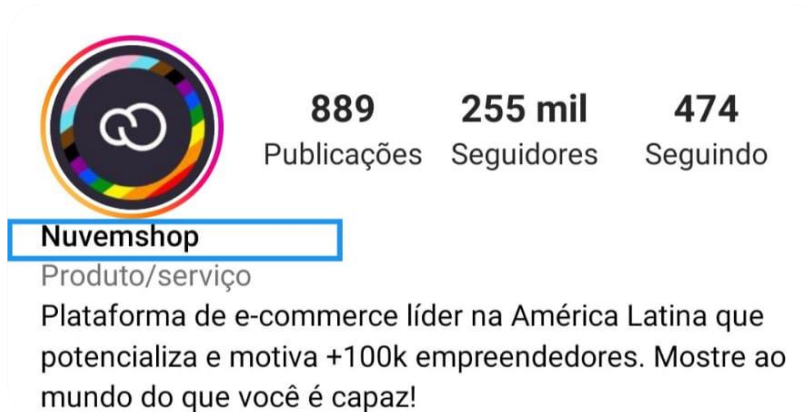 889 255 mil 474
Publicações Seguidores Seguindo
Nuvemshop
Produto/serviço
Plataforma de e-commerce líder na América Latina que
potencializa e motiva +100k empreendedores. Mostre ao
mundo do que você é capaz!